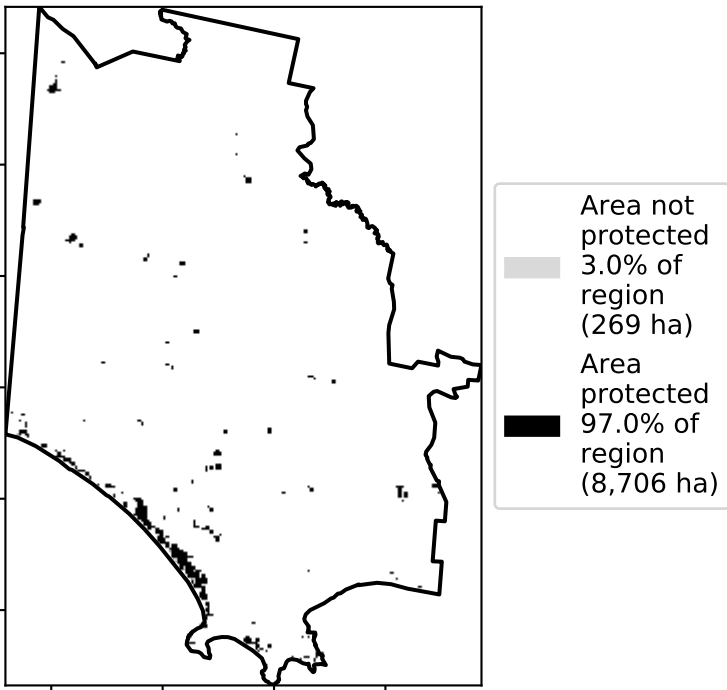 Area not
protected
3.0% of
region
(269 ha)
Area
protected
97.0% of
region
(8,706 ha)